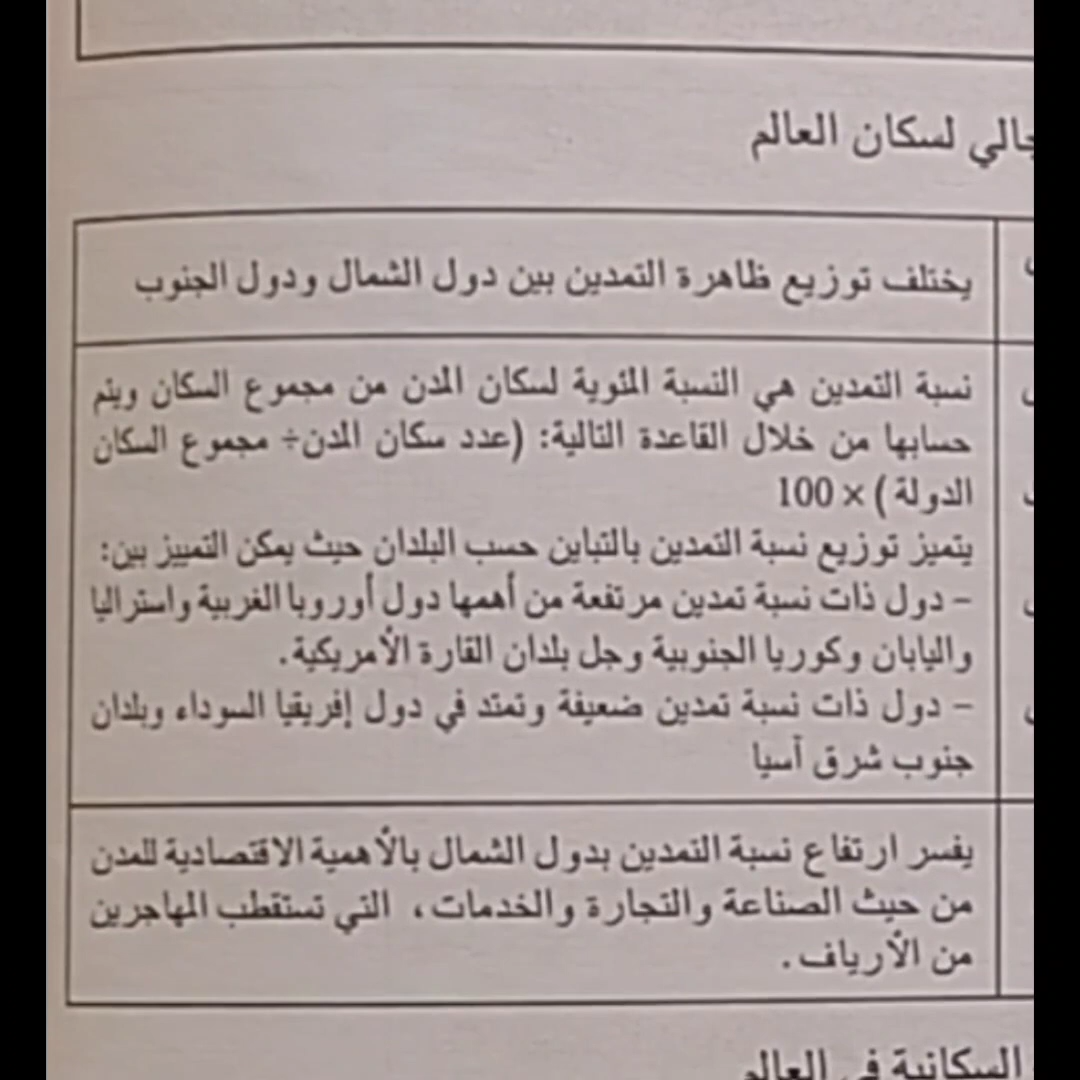 لسكان العالم
يختلف توزيع ظاهرة التمدين بين دول الشمال ودول الجنوب
نسبة التمدين هي النسبة المئوية لسكان المدن من مجموع السكان ويتم
حسابها من خلال القاعدة التالية: (عدد سكان المدن÷ مجموع السكان
الدولة ) × 100
يتميز توزيع نسبة التمدين بالتباين حسب البلدان حيث يمكن التمييز بين:
- دول ذات نسبة تمدين مرتفعة من أهمها دول أوروبا الغربية واستراليا
واليابان وكوريا الجنوبية وجل بلدان القارة الأمريكية.
- دول ذات نسبة تمدين ضعيفة وتمتد في دول إفريقيا السوداء وبلدان
جنوب شرق أسيا
يفسر ارتفاع نسبة التمدين بدول الشمال بالأهمية الاقتصادية للمدن
من حيث الصناعة والتجارة والخدمات، التي تستقطب المهاجرين
من الأرياف.
السكانية في العالم